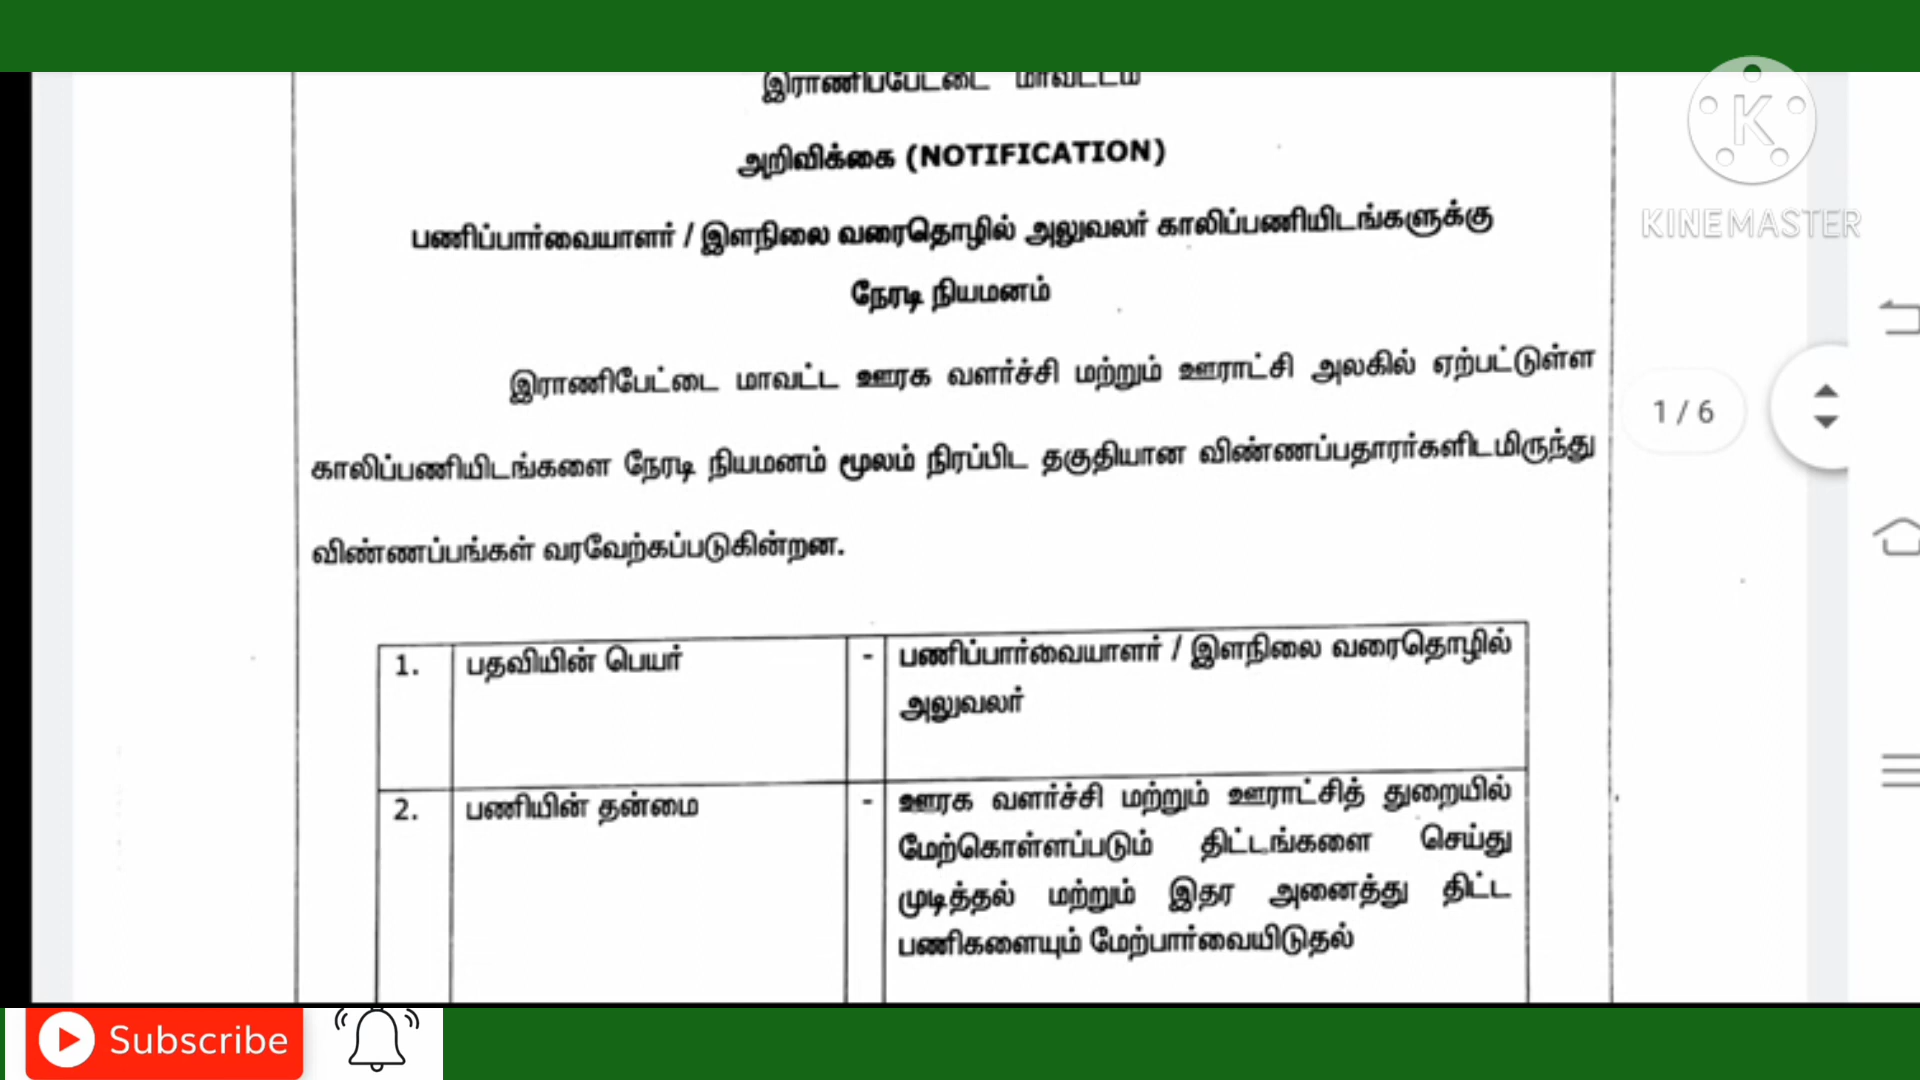 இராணிப்பேட்டை மாவட்டம்
அறிவிக்கை (NOTIFICATION)
பணிப்பார்வையாளர் / இளநிலை வரைதொழில் அலுவலர் காலிப்பணியிடங்களுக்கு
நேரடி நியமனம்
இராணிபேட்டை மாவட்ட ஊரக வளர்ச்சி மற்றும் ஊராட்சி அலகில் ஏற்பட்டுள்ள
காலிப்பணியிடங்களை நேரடி நியமனம் மூலம் நிரப்பிட தகுதியான விண்ணப்பதாரர்களிடமிருந்து
விண்ணப்பங்கள் வரவேற்கப்படுகின்றன.
1. பதவியின் பெயர் - பணிப்பார்வையாளர் / இளநிலை வரைதொழில்
அலுவலர்
2. பணியின் தன்மை - ஊரக வளர்ச்சி மற்றும் ஊராட்சித் துறையில்
மேற்கொள்ளப்படும் திட்டங்களை செய்து
முடித்தல் மற்றும் இதர அனைத்து திட்ட
பணிகளையும் மேற்பார்வையிடுதல்
K
KINEMASTER
1 / 6
Subscribe